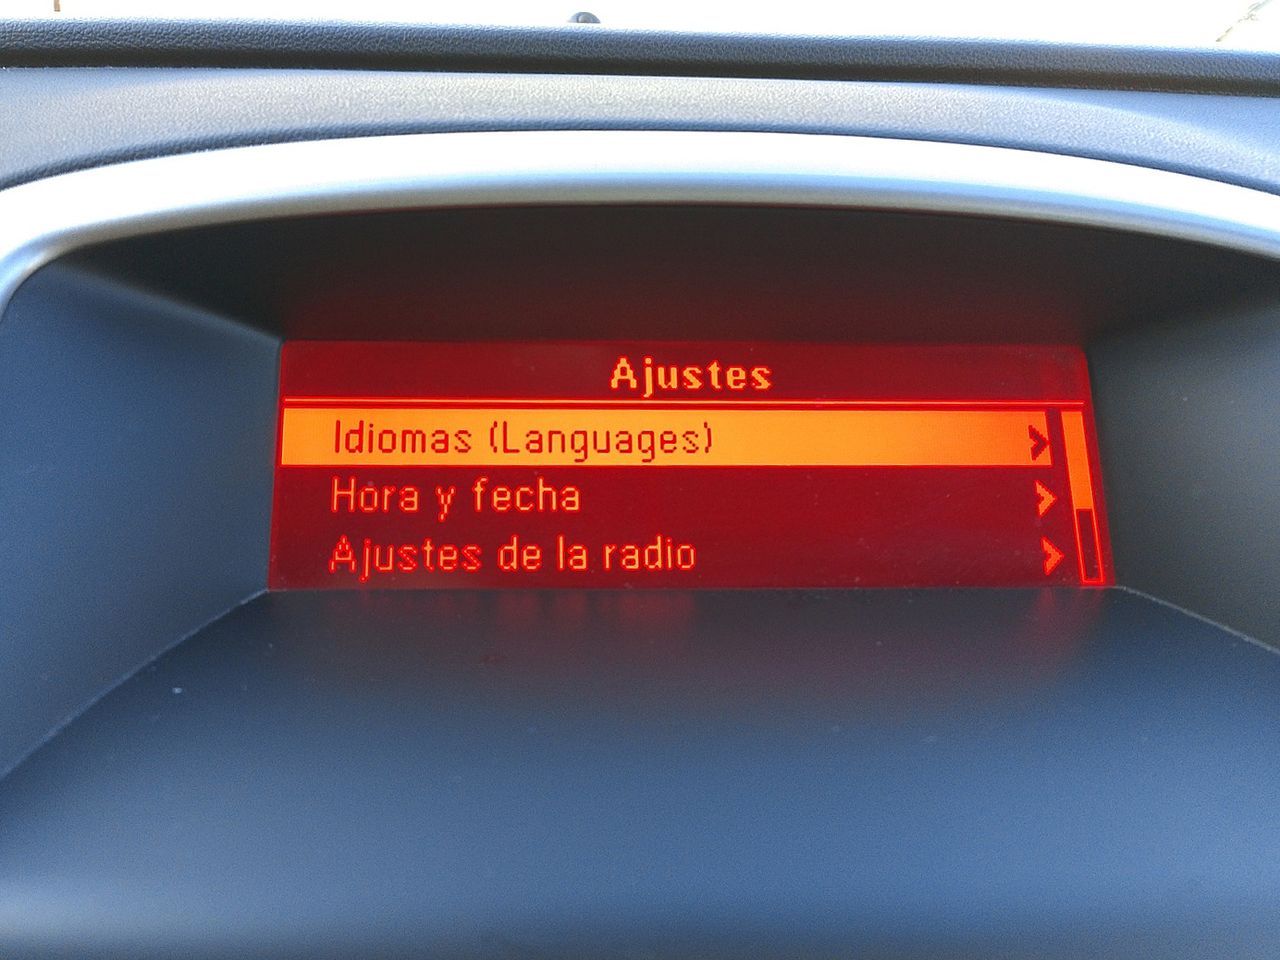 Ajustes
Idiomas (Languages)
Hora y fecha
Ajustes de la radio